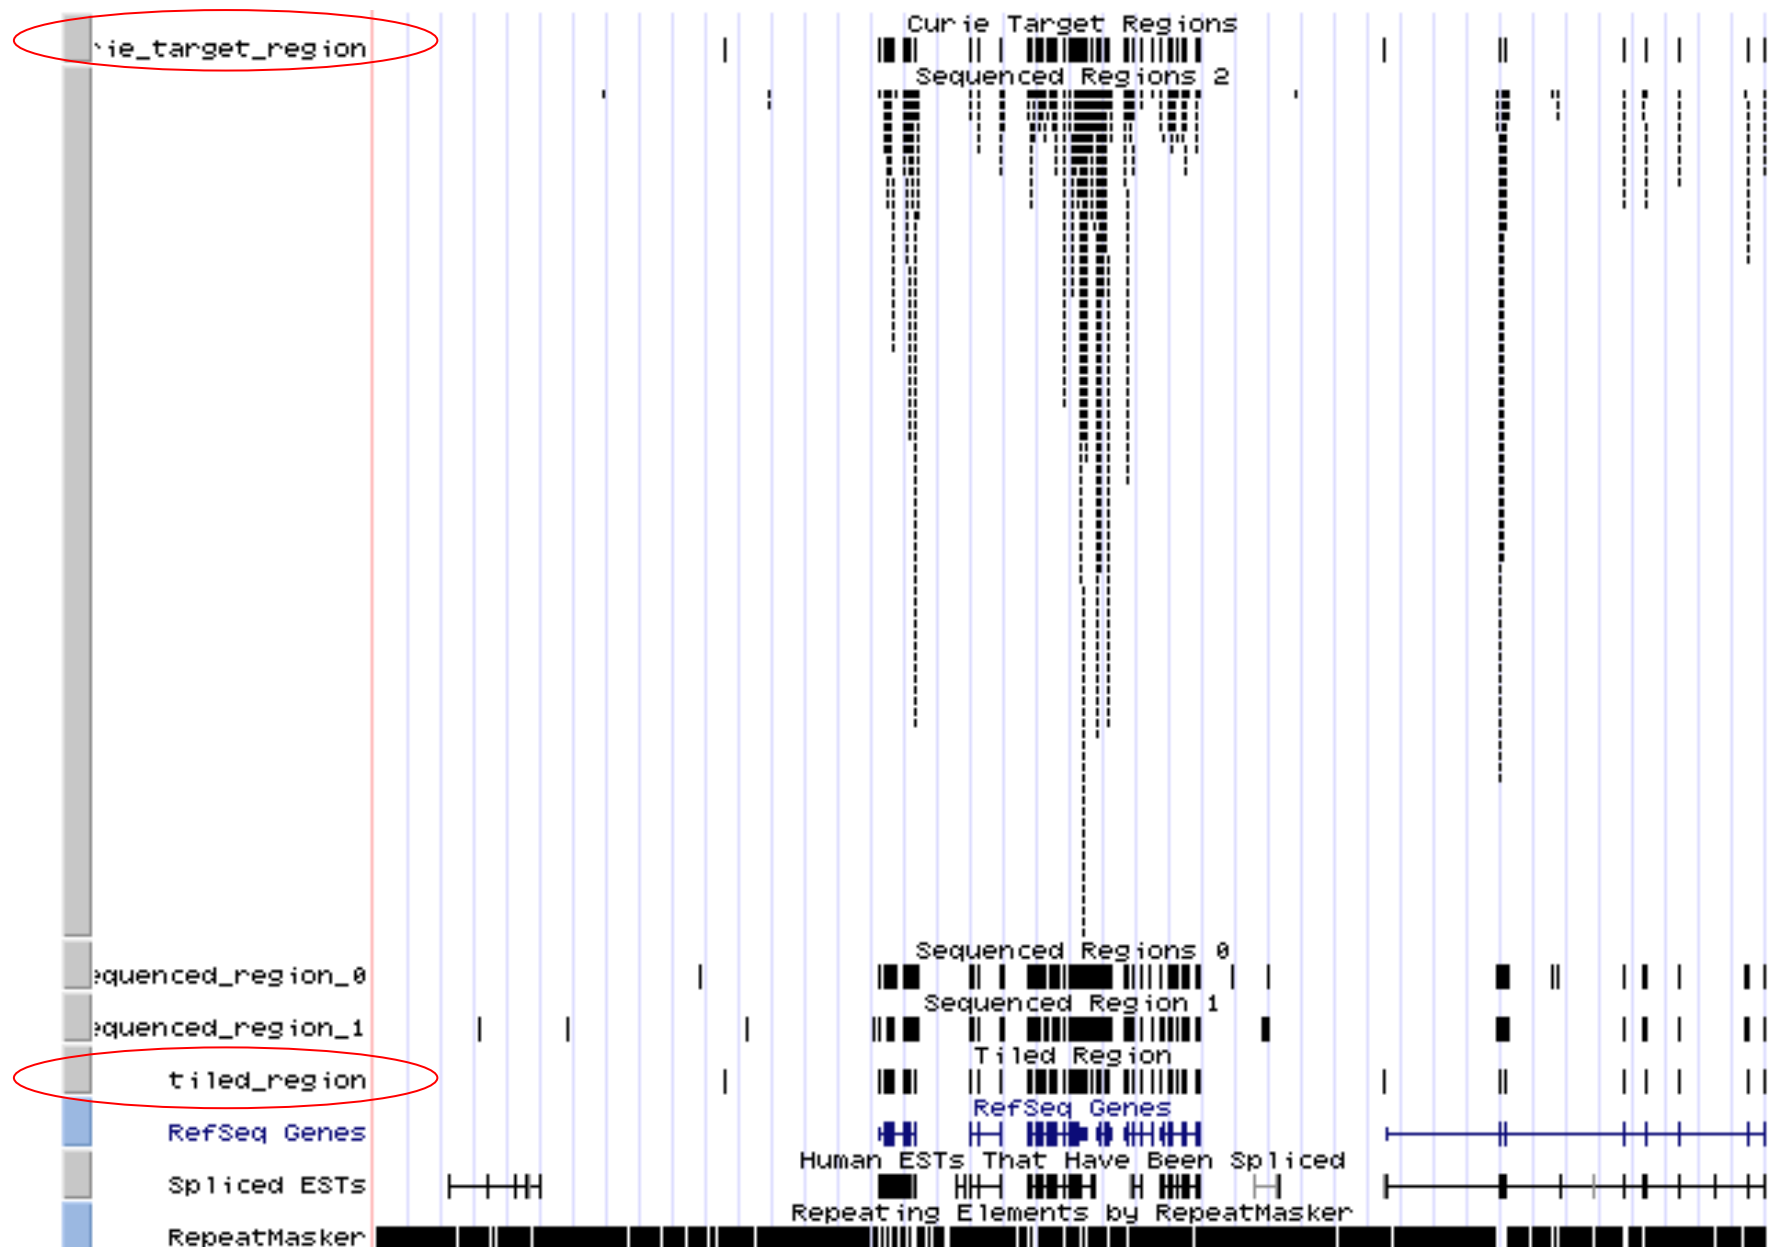 Curie Target Regions
rie_target_region
Sequenced Regions 2
Sequenced Regions 0
equenced_region_0
Sequenced Region 1
equenced_region_1
Tiled Region
tiled_region
RefSeq Genes
RefSeq Genes
Human ESTs That Have Been Spliced
Spliced ESTs
Repeating Elements by RepeatMasker
RepeatMasker